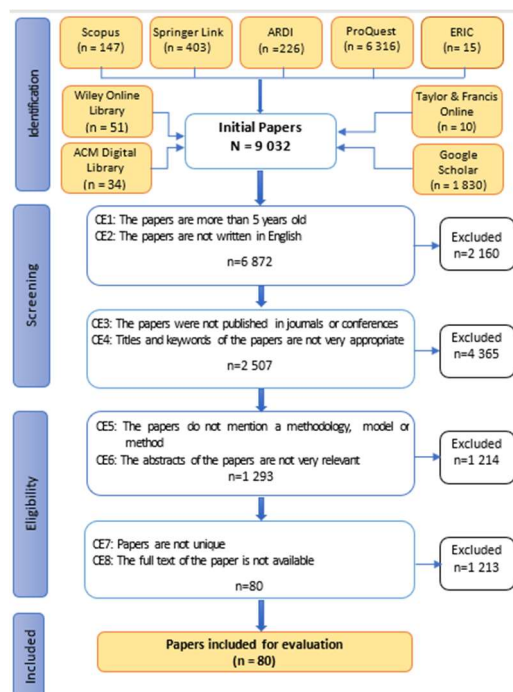 Identification
Scopus
(n = 147)
Springer Link
(n = 403)
ARDI
(n =226)
ProQuest
(n = 6 316)
ERIC
(n= 15)
Wiley Online
Library
(n = 51)
Taylor & Francis
Online
(n = 10)
Initial Papers
N = 9 032
ACM Digital
Library
(n = 34)
Google
Scholar
(n = 1 830)
Screening
CE1: The papers are more than 5 years old
CE2: The papers are not written in English
n=6 872
Excluded
n=2 160
CE3: The papers were not published in journals or conferences
CE4: Titles and keywords of the papers are not very appropriate
n=2 507
Excluded
n=4 365
Eligibility
CE5: The papers do not mention a methodology, model or
method
CE6: The abstracts of the papers are not very relevant
n=1 293
Excluded
n=1 214
CE7: Papers are not unique
CE8: The full text of the paper is not available
n=80
Excluded
n=1 213
Included
Papers included for evaluation
(n = 80)